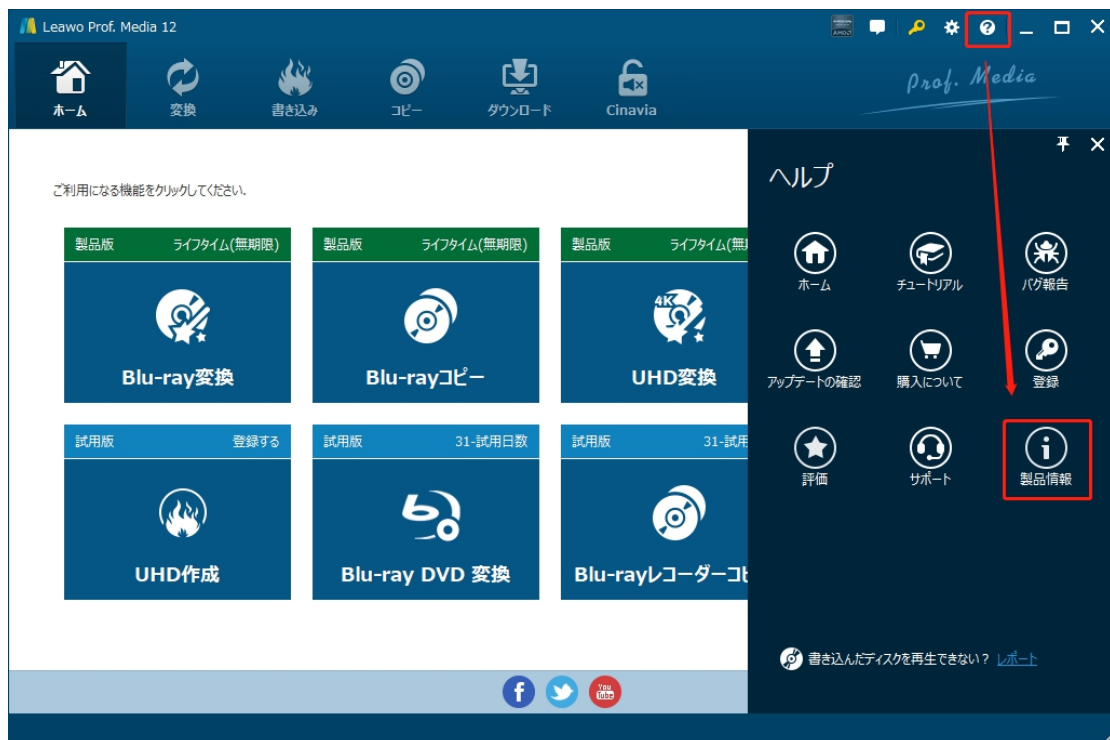 Leawo Prof. Media 12
AMD
ホーム
変換
書き込み
コピー
ダウンロード
Cinavia
Prof. Media
ご利用になる機能をクリックしてください.
製品版 ライフタイム(無期限)
Blu-ray変換
製品版 ライフタイム(無期限)
Blu-rayコピー
製品版 ライフタイム(無
UHD変換
試用版 登録する
UHD作成
試用版 31-試用日数
Blu-ray DVD 変換
試用版 31-試用
Blu-rayレコーダーコピ
4K
You
Tube
ヘルプ
ホーム
チュートリアル
バグ報告
アップデートの確認
購入について
登録
評価
サポート
製品情報
書き込んだディスクを再生できない？ レポート